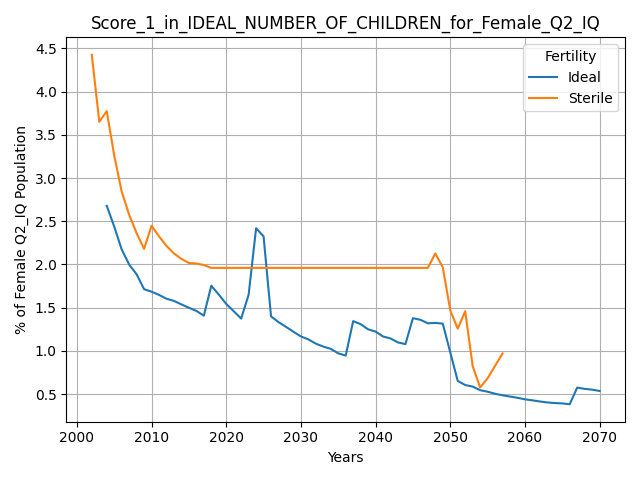 Score_1_in_IDEAL_NUMBER_OF_CHILDREN_for_Female_Q2_IQ
Fertility
Ideal
Sterile
% of Female Q2_IQ Population
4.5
4.0
3.5
3.0
2.5
2.0
1.5
1.0
0.5
2000 2010 2020 2030 2040 2050 2060 2070
Years